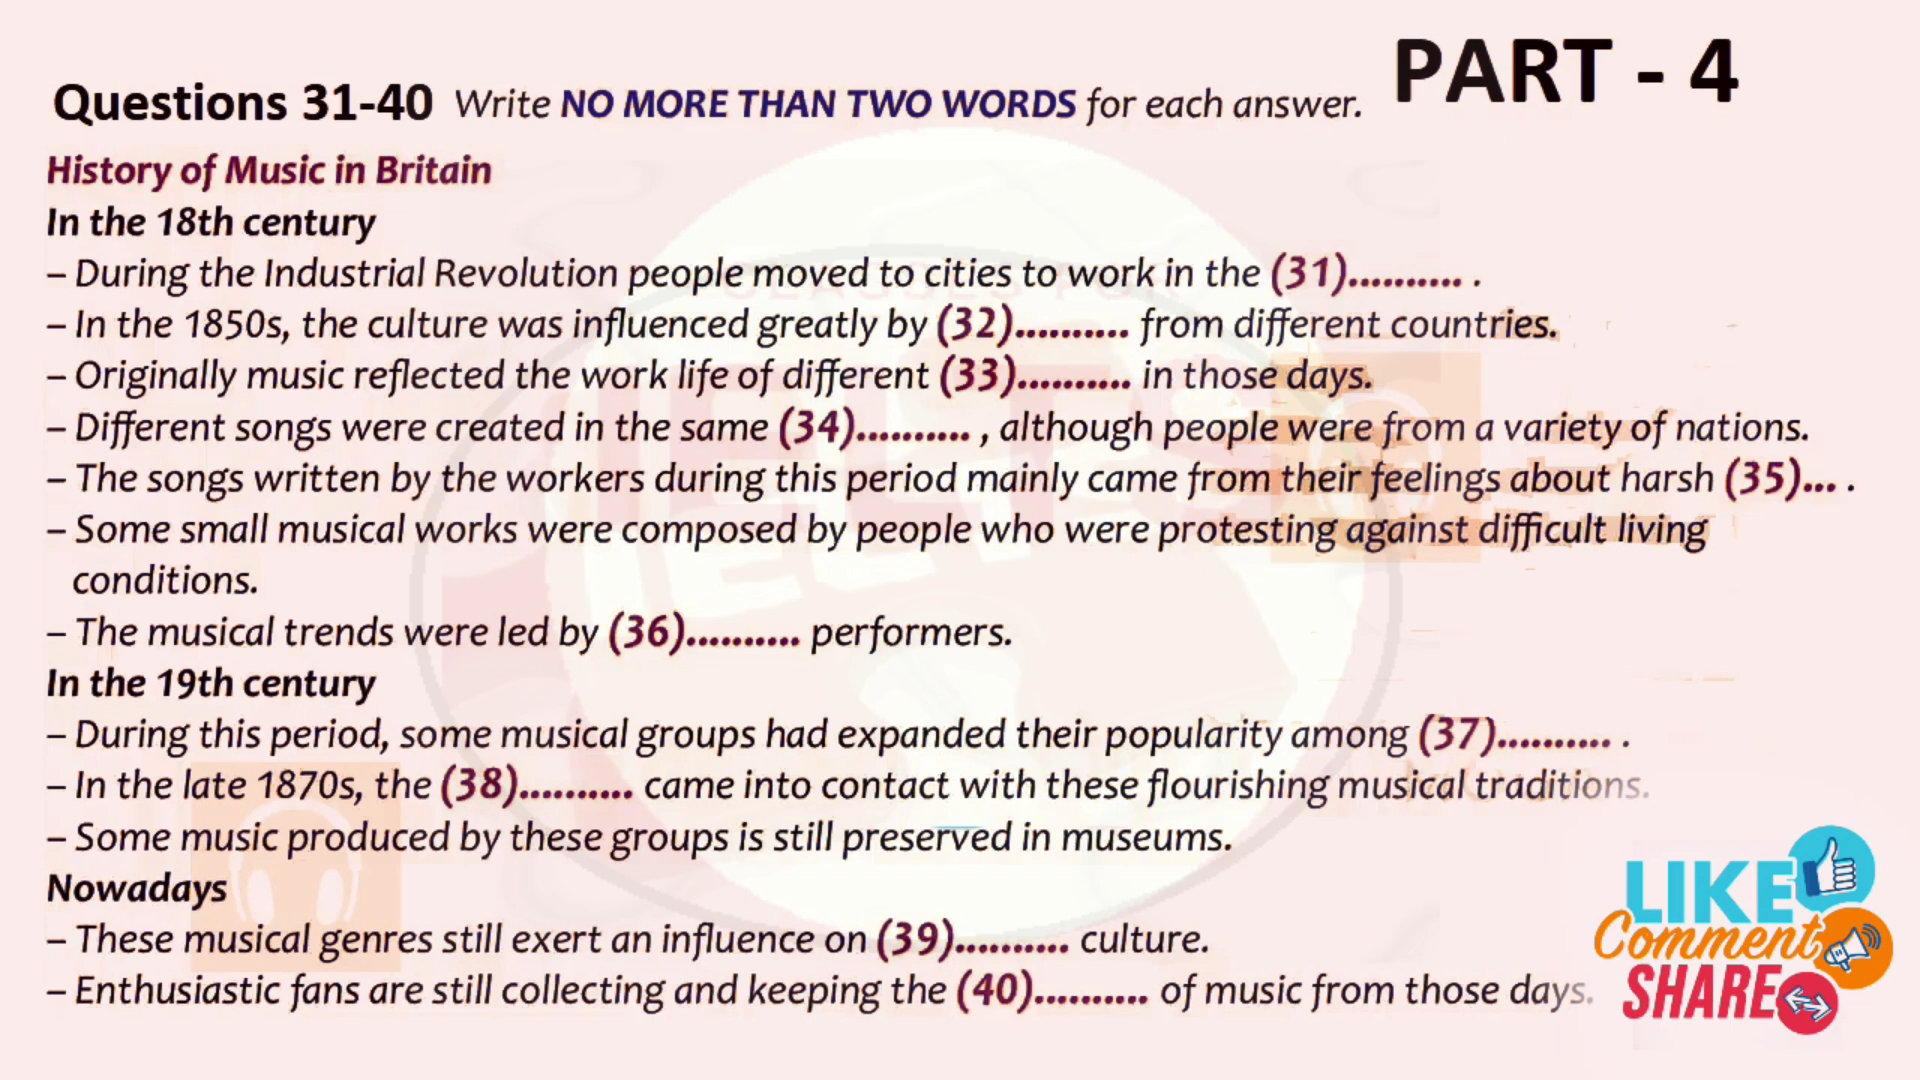 PART - 4
Questions 31-40 Write NO MORE THAN TWO WORDS for each answer.
History of Music in Britain
In the 18th century
– During the Industrial Revolution people moved to cities to work in the (31).......... .
– In the 1850s, the culture was influenced greatly by (32).......... from different countries.
– Originally music reflected the work life of different (33).......... in those days.
– Different songs were created in the same (34).......... , although people were from a variety of nations.
– The songs written by the workers during this period mainly came from their feelings about harsh (35)... .
– Some small musical works were composed by people who were protesting against difficult living
conditions.
– The musical trends were led by (36).......... performers.
In the 19th century
– During this period, some musical groups had expanded their popularity among (37).......... .
– In the late 1870s, the (38).......... came into contact with these flourishing musical traditions.
– Some music produced by these groups is still preserved in museums.
Nowadays
– These musical genres still exert an influence on (39).......... culture.
– Enthusiastic fans are still collecting and keeping the (40).......... of music from those days.
LIKE
Comment
SHARE
IELTS